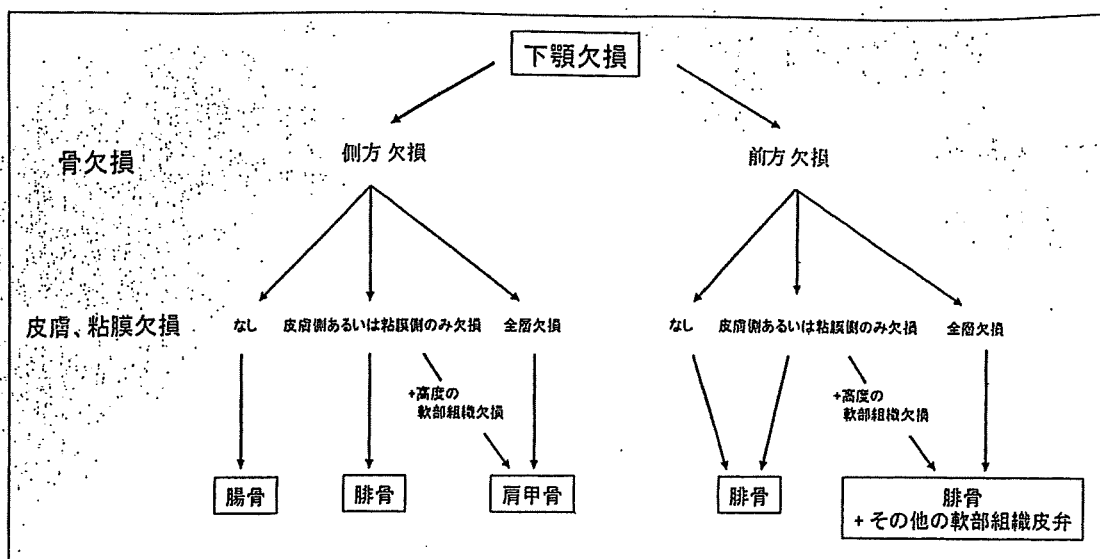 下顎欠損
骨欠損
側方 欠損
前方 欠損
皮膚、粘膜欠損
なし
皮膚側あるいは粘膜側のみ欠損
全層欠損
なし
皮膚側あるいは粘膜側のみ欠損
全層欠損
+高度の
軟部組織欠損
+高度の
軟部組織欠損
腸骨
腓骨
肩甲骨
腓骨
腓骨
+ その他の軟部組織皮弁